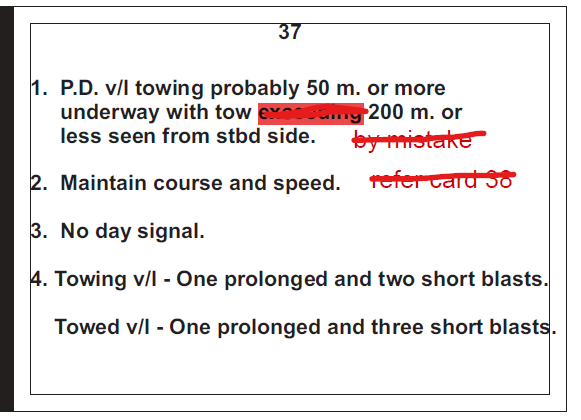 37
1. P.D. v/l towing probably 50 m. or more
underway with tow exceeding 200 m. or
less seen from stbd side.
by mistake
2. Maintain course and speed.
refer card 38
3. No day signal.
4. Towing v/l - One prolonged and two short blasts.
Towed v/l - One prolonged and three short blasts.